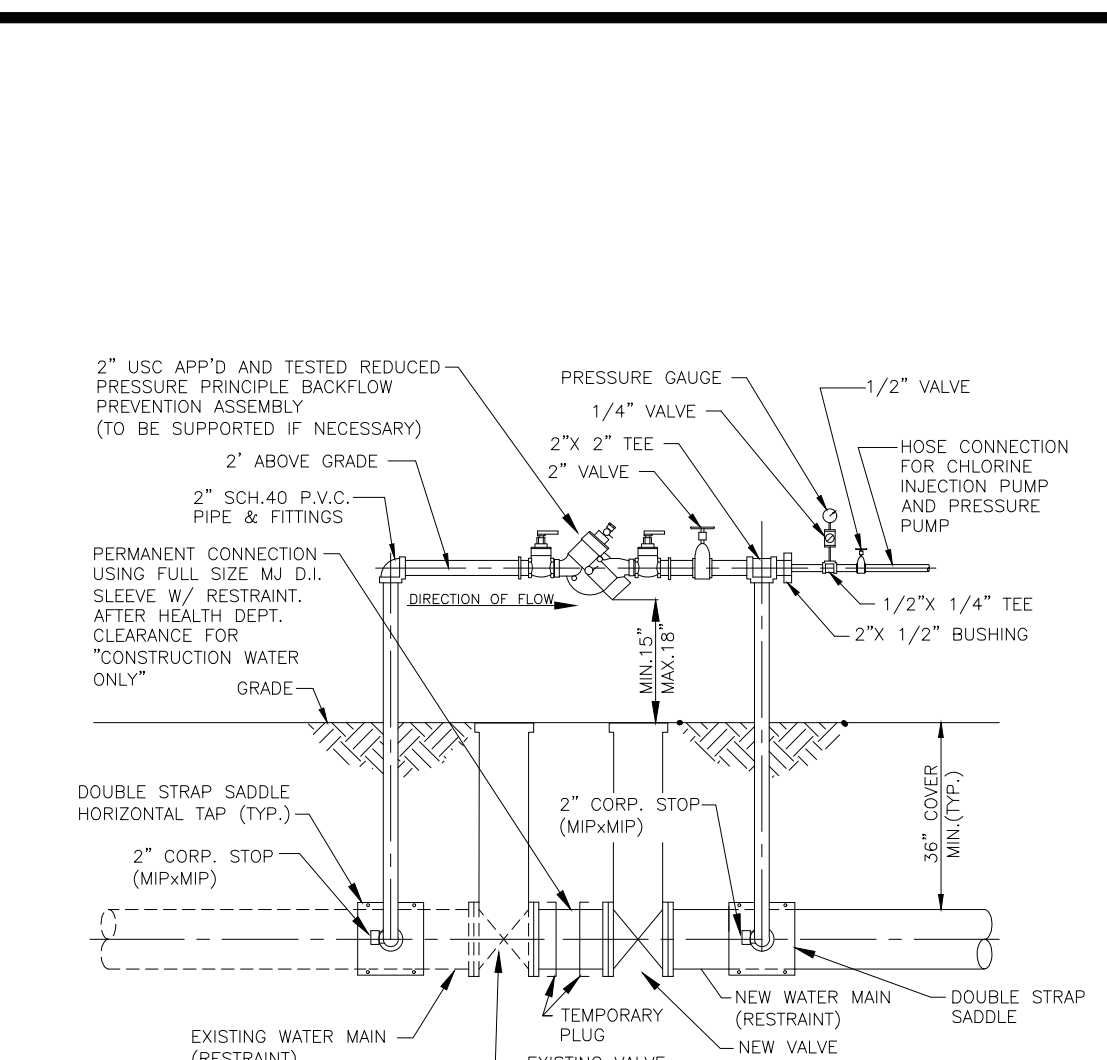 2" USC APP'D AND TESTED REDUCED
PRESSURE PRINCIPLE BACKFLOW
PREVENTION ASSEMBLY
(TO BE SUPPORTED IF NECESSARY)
2' ABOVE GRADE
2" SCH.40 P.V.C.
PIPE & FITTINGS
PERMANENT CONNECTION
USING FULL SIZE MJ D.I.
SLEEVE W/ RESTRAINT.
AFTER HEALTH DEPT.
CLEARANCE FOR
"CONSTRUCTION WATER
ONLY"
GRADE
PRESSURE GAUGE
1/4" VALVE
2"X 2" TEE
2" VALVE
1/2" VALVE
HOSE CONNECTION
FOR CHLORINE
INJECTION PUMP
AND PRESSURE
PUMP
DIRECTION OF FLOW
1/2"X 1/4" TEE
2"X 1/2" BUSHING
MIN.15"
MAX.18"
DOUBLE STRAP SADDLE
HORIZONTAL TAP (TYP.)
2" CORP. STOP
(MIPxMIP)
2" CORP. STOP
(MIPxMIP)
36" COVER
MIN.(TYP.)
NEW WATER MAIN
(RESTRAINT)
DOUBLE STRAP
SADDLE
TEMPORARY
PLUG
NEW VALVE
EXISTING WATER MAIN
(RESTRAINT)
EXISTING VALVE